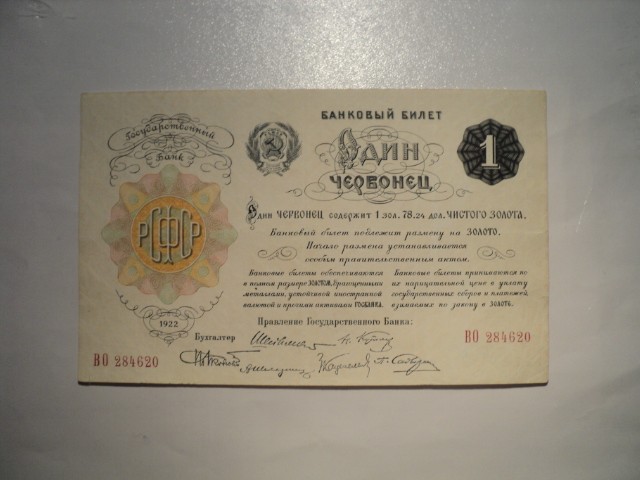 Государственный
Банк
БАНКОВЫЙ БИЛЕТ
Один
ЧЕРВОНЕЦ
1
Один ЧЕРВОНЕЦ содержит 1 зол. 78.24 дол. ЧИСТОГО ЗОЛОТА.
Банковый билет подлежит размену на ЗОЛОТО.
Начало размена устанавливается
особым правительственным актом.
РСФСР
Банковые билеты обеспечиваются
в полном размере ЗОЛОТОМ, драгоценными
металлами, устойчивой иностранной
валютой и прочими активами ГОСБАНКА.
Банковые билеты принимаются по
их нарицательной цене в уплату
государственных сборов и платежей,
взимаемых по закону в ЗОЛОТЕ.
1922
Правление Государственного Банка:
Бухгалтер
ВО 284620
ВО 284620